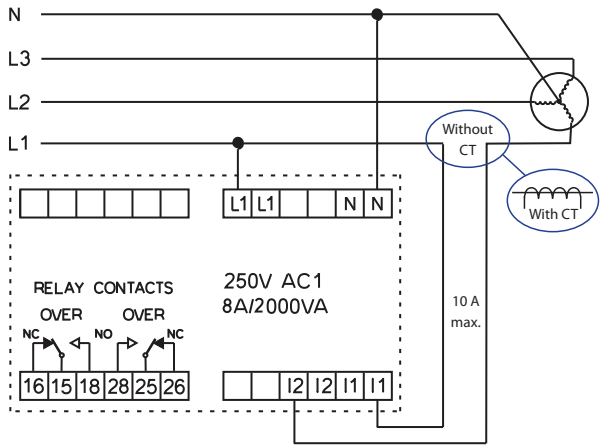 N
L3
L2
L1
Without
CT
With CT
L1 L1 N N
RELAY CONTACTS
OVER OVER
NC NO NC
16 15 18 28 25 26
250V AC1
8A/2000VA
10 A
max.
I2 I2 I1 I1